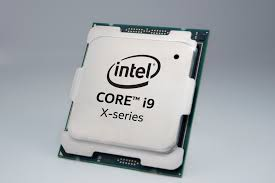 intel
CORE™ i9
X-series